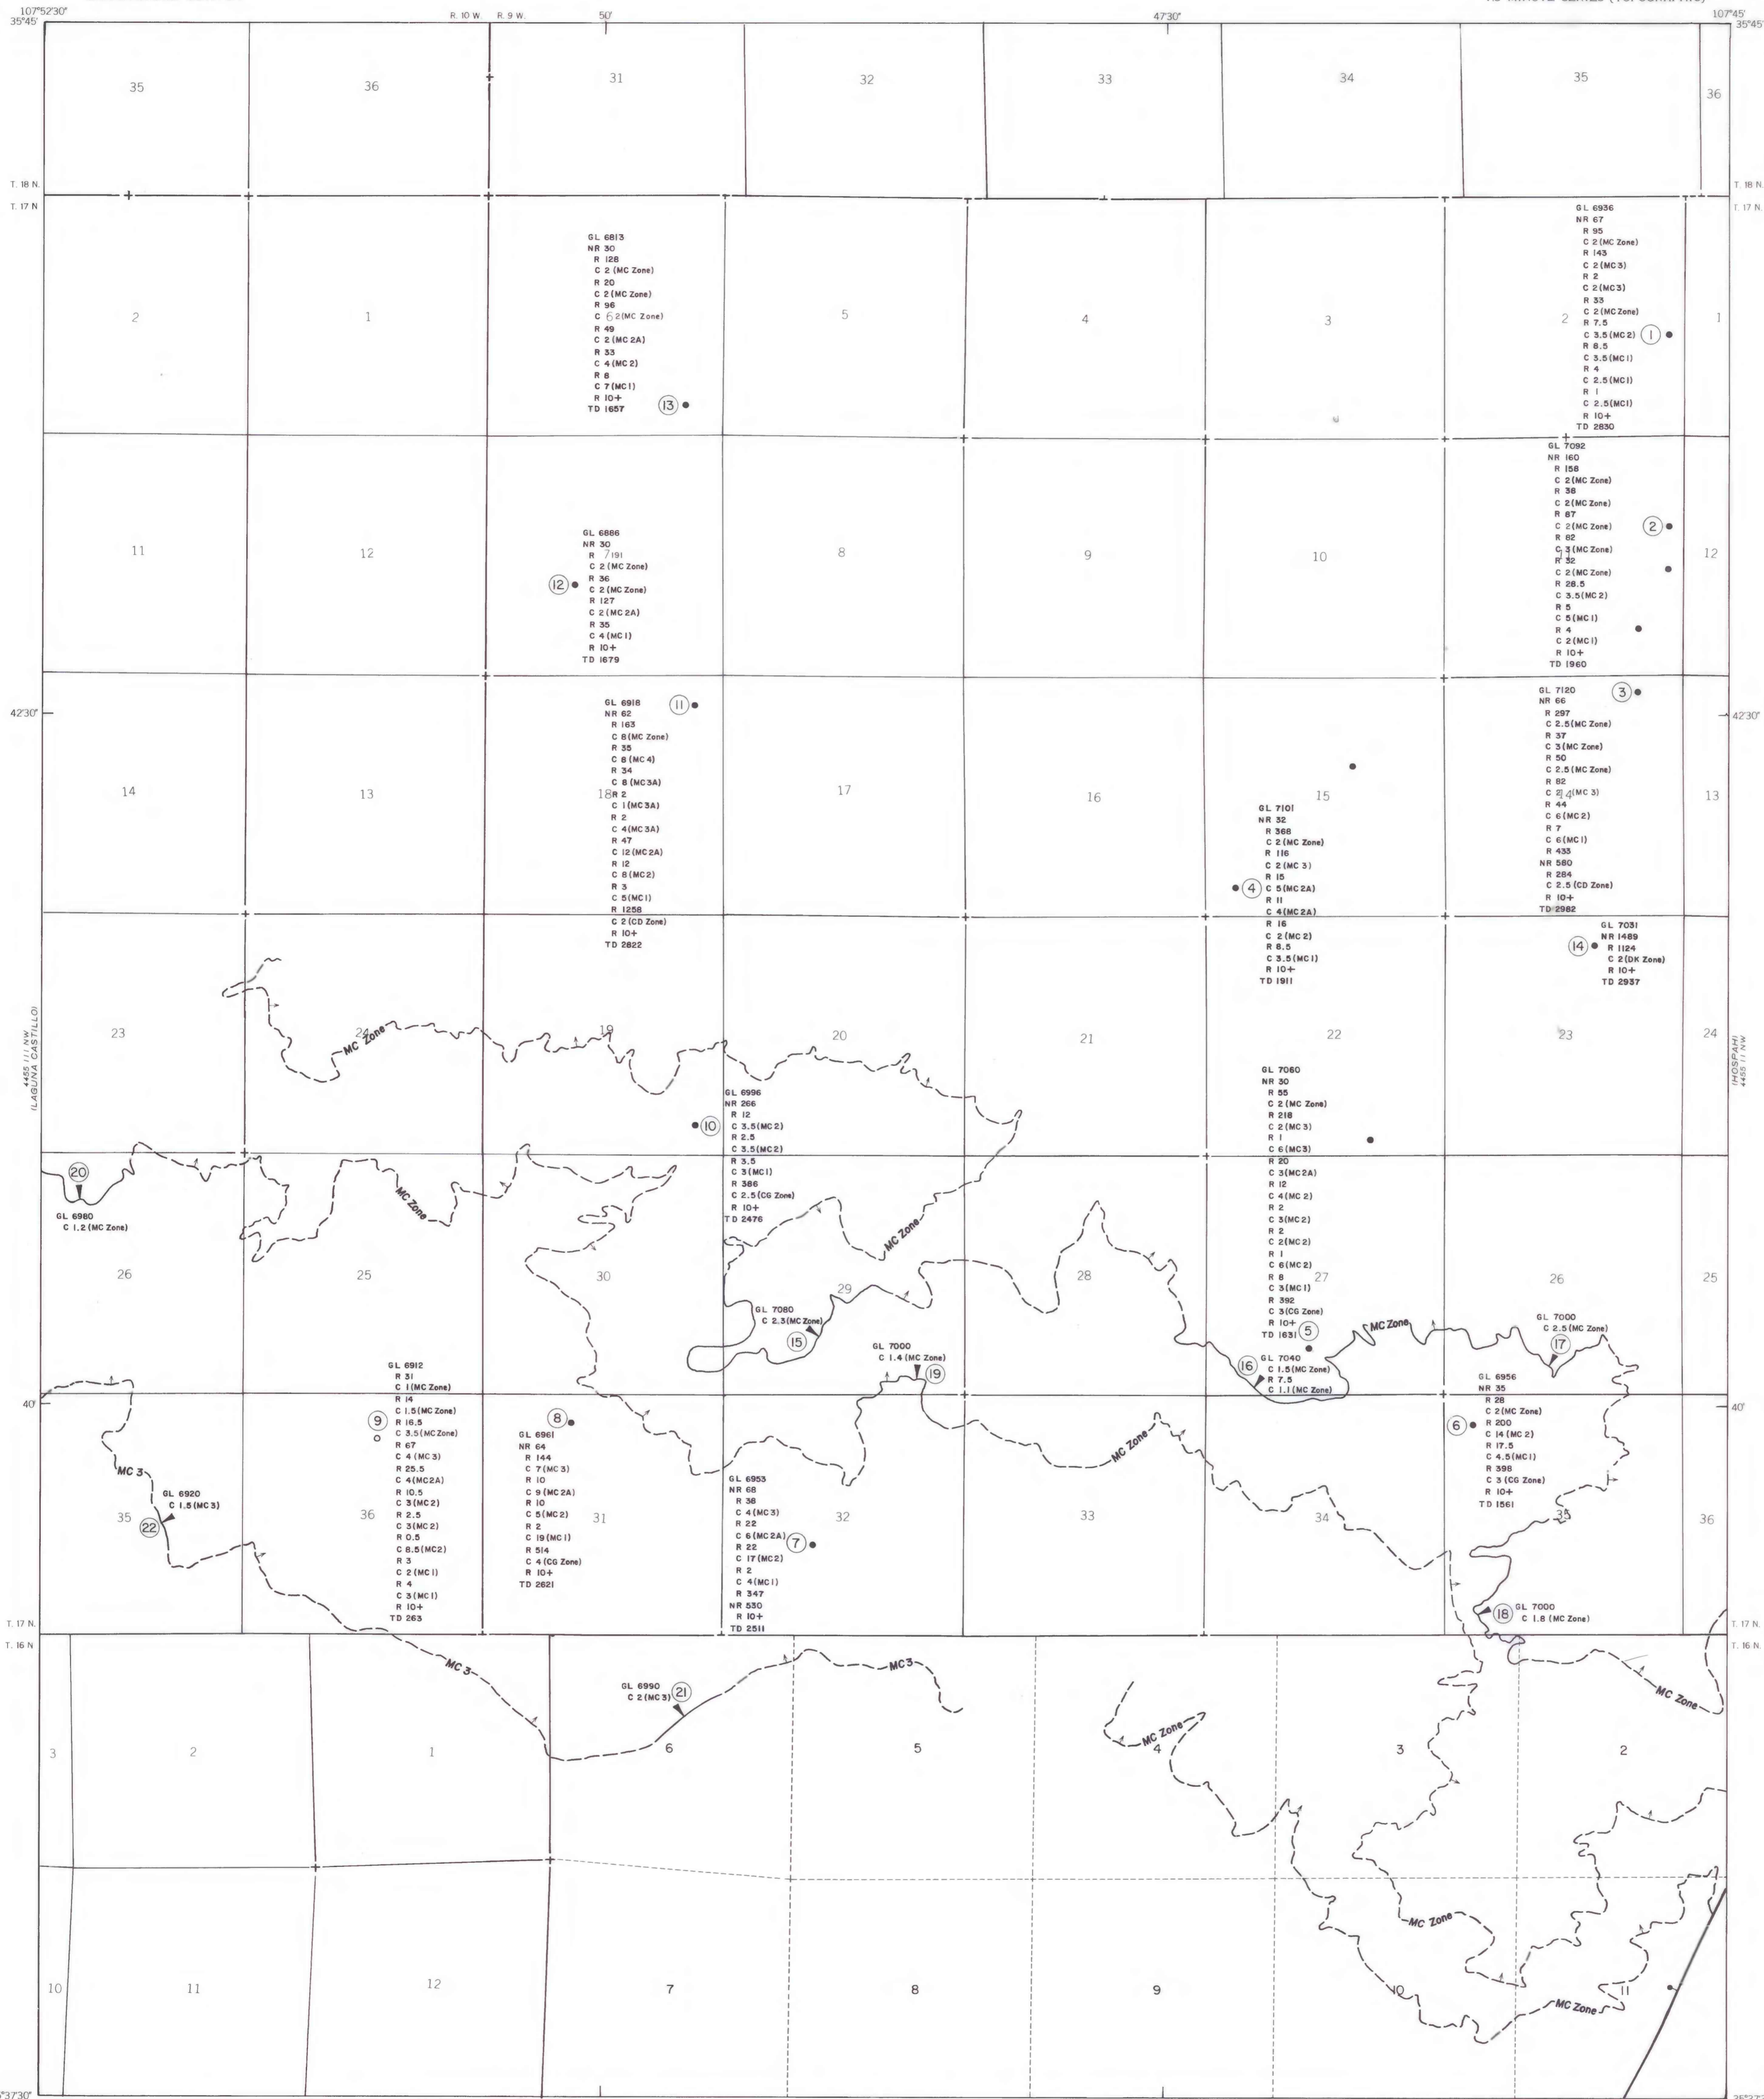 7.5 MINUTE SERIES (TOPOGRAPHIC)
107°52'30"
35°45'
R. 10 W.
R. 9 W.
50'
47'30"
107°45'
35°45'
35
36
31
32
33
34
35
36
T. 18 N.
T. 17 N
T. 18 N.
T. 17 N.
2
1
GL 6813
NR 30
R 128
C 2 (MC Zone)
R 20
C 2 (MC Zone)
R 96
C 2 (MC Zone)
R 49
C 2 (MC 2A)
R 33
C 4 (MC 2)
R 8
C 7 (MC 1)
R 10+
TD 1657
6
13
5
4
3
GL 6936
NR 67
R 95
C 2 (MC Zone)
R 143
C 2 (MC 3)
R 2
C 2 (MC 3)
R 33
C 2 (MC Zone)
R 7.5
C 3.5 (MC 2)
R 8.5
C 3.5 (MC 1)
R 4
C 2.5 (MC 1)
R 1
C 2.5 (MC 1)
R 10+
TD 2830
2
1
1
11
12
GL 6886
NR 30
R 191
C 2 (MC Zone)
R 36
C 2 (MC Zone)
R 127
C 2 (MC 2A)
R 35
C 4 (MC 1)
R 10+
TD 1679
7
12
8
9
10
GL 7092
NR 160
R 158
C 2 (MC Zone)
R 38
C 2 (MC Zone)
R 87
C 2 (MC Zone)
R 82
C 3 (MC Zone)
R 32
C 2 (MC Zone)
R 28.5
C 3.5 (MC 2)
R 5
C 5 (MC 1)
R 4
C 2 (MC 1)
R 10+
TD 1960
11
2
12
42'30"
42'30"
14
13
GL 6918
NR 62
R 163
C 8 (MC Zone)
R 35
C 8 (MC 4)
R 34
C 8 (MC 3A)
R 2
C 1 (MC 3A)
R 2
C 4 (MC 3A)
R 47
C 12 (MC 2A)
R 12
C 8 (MC 2)
R 3
C 5 (MC 1)
R 1258
C 2 (CD Zone)
R 10+
TD 2822
18
11
17
16
15
GL 7101
NR 32
R 368
C 2 (MC Zone)
R 116
C 2 (MC 3)
R 15
C 5 (MC 2A)
R 11
C 4 (MC 2A)
R 16
C 2 (MC 2)
R 8.5
C 3.5 (MC 1)
R 10+
TD 1911
4
GL 7120
NR 66
R 297
C 2.5 (MC Zone)
R 37
C 3 (MC Zone)
R 50
C 2.5 (MC Zone)
R 82
C 2 (MC 3)
R 44
C 6 (MC 2)
R 7
C 6 (MC 1)
R 433
NR 580
R 284
C 2.5 (CD Zone)
R 10+
TD 2982
14
3
13
GL 7031
NR 1489
R 1124
C 2 (DK Zone)
R 10+
TD 2937
14
4455 III NW
(LAGUNA CASTILLO)
23
24
MC Zone
19
20
21
22
23
24
(HOSPAH)
4455 II NW
GL 6996
NR 266
R 12
C 3.5 (MC 2)
R 2.5
C 3.5 (MC 2)
R 3.5
C 3 (MC 1)
R 386
C 2.5 (CG Zone)
R 10+
TD 2476
10
GL 7060
NR 30
R 55
C 2 (MC Zone)
R 218
C 2 (MC 3)
R 1
C 6 (MC 3)
R 20
C 3 (MC 2A)
R 12
C 4 (MC 2)
R 2
C 3 (MC 2)
R 2
C 2 (MC 2)
R 1
C 6 (MC 2)
R 8
C 3 (MC 1)
R 392
C 3 (CG Zone)
R 10+
TD 1631
5
20
GL 6980
C 1.2 (MC Zone)
MC Zone
MC Zone
26
25
30
29
28
27
26
25
GL 7080
C 2.3 (MC Zone)
15
GL 7000
C 1.4 (MC Zone)
19
16
GL 7040
C 1.5 (MC Zone)
R 7.5
C 1.1 (MC Zone)
MC Zone
GL 7000
C 2.5 (MC Zone)
17
40'
40'
GL 6912
R 31
C 1 (MC Zone)
R 14
C 1.5 (MC Zone)
R 16.5
C 3.5 (MC Zone)
R 67
C 4 (MC 3)
R 25.5
C 4 (MC 2A)
R 10.5
C 3 (MC 2)
R 2.5
C 3 (MC 2)
R 0.5
C 8.5 (MC 2)
R 3
C 2 (MC 1)
R 4
C 3 (MC 1)
R 10+
TD 263
9
8
GL 6961
NR 64
R 144
C 7 (MC 3)
R 10
C 9 (MC 2A)
R 10
C 5 (MC 2)
R 2
C 19 (MC 1)
R 514
C 4 (CG Zone)
R 10+
TD 2621
GL 6953
NR 68
R 38
C 4 (MC 3)
R 22
C 6 (MC 2A)
R 22
C 17 (MC 2)
R 2
C 4 (MC 1)
R 347
NR 530
R 10+
TD 2511
7
MC Zone
GL 6956
NR 35
R 28
C 2 (MC Zone)
R 200
C 14 (MC 2)
R 17.5
C 4.5 (MC 1)
R 398
C 3 (CG Zone)
R 10+
TD 1561
6
MC 3
GL 6920
C 1.5 (MC 3)
22
35
36
31
32
33
34
35
36
18
GL 7000
C 1.8 (MC Zone)
T. 17 N.
T. 16 N
T. 17 N.
T. 16 N.
MC 3
GL 6990
C 2 (MC 3)
21
MC 3
MC Zone
MC Zone
3
2
1
6
5
4
3
2
MC Zone
MC Zone
10
11
12
7
8
9
10
11
35°37'30"